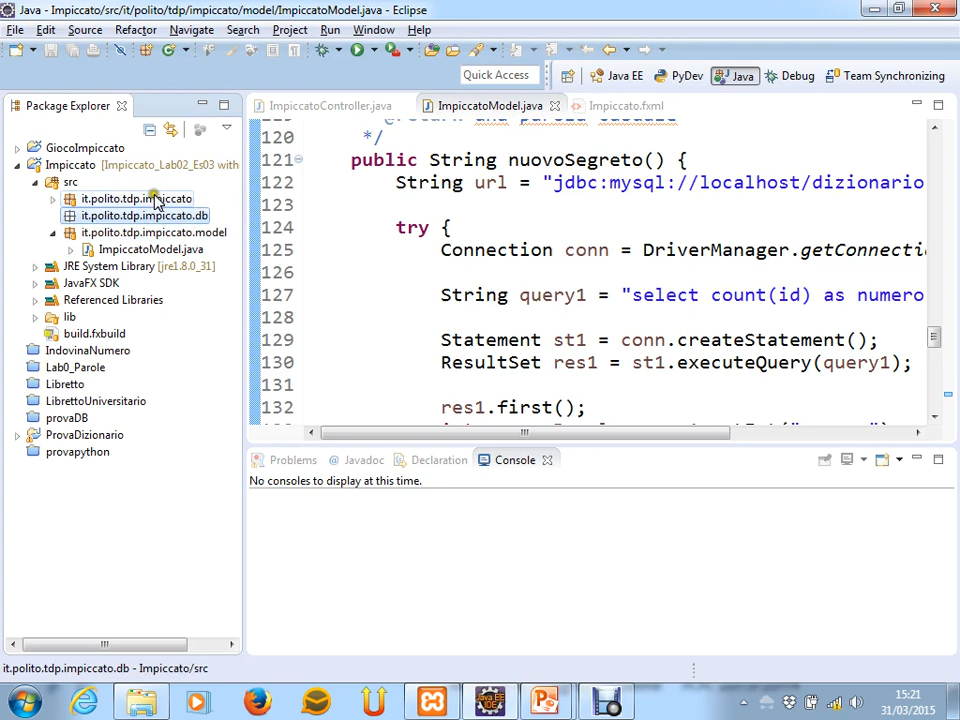 Java - Impiccato/src/it/polito/tdp/impiccato/model/ImpiccatoModel.java - Eclipse
File Edit Source Refactor Navigate Search Project Run Window Help
Quick Access Java EE PyDev Java Debug Team Synchronizing
Package Explorer
ImpiccatoController.java ImpiccatoModel.java Impiccato.fxml
GiocoImpiccato
Impiccato [Impiccato_Lab02_Es03 with
src
it.polito.tdp.impiccato
it.polito.tdp.impiccato.db
it.polito.tdp.impiccato.model
ImpiccatoModel.java
JRE System Library [jre1.8.0_31]
JavaFX SDK
Referenced Libraries
lib
build.fxbuild
IndovinaNumero
Lab0_Parole
Libretto
LibrettoUniversitario
provaDB
ProvaDizionario
provapython
120 */
121 public String nuovoSegreto() {
122 String url = "jdbc:mysql://localhost/dizionario
123
124 try {
125 Connection conn = DriverManager.getConnecti
126
127 String query1 = "select count(id) as numero
128
129 Statement st1 = conn.createStatement();
130 ResultSet res1 = st1.executeQuery(query1);
131
132 res1.first();
Problems Javadoc Declaration Console
No consoles to display at this time.
it.polito.tdp.impiccato.db - Impiccato/src
15:21
31/03/2015